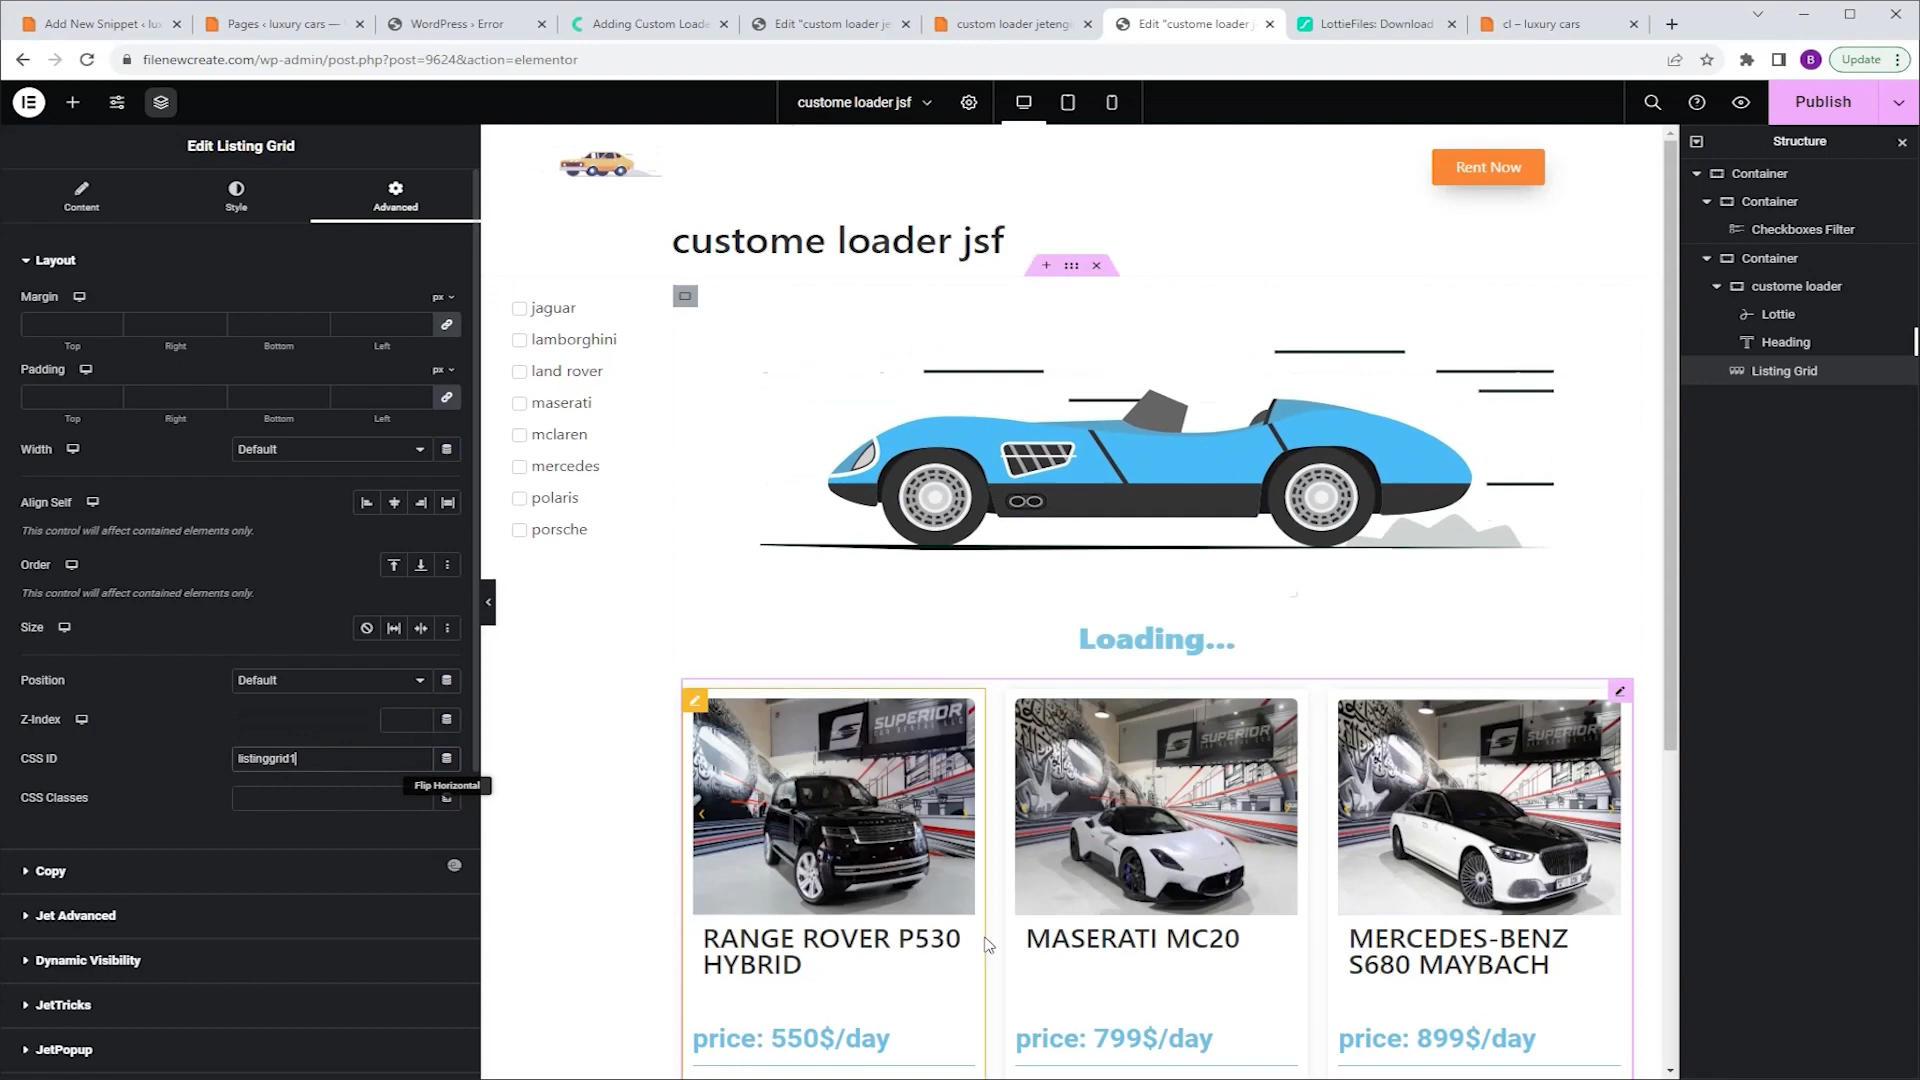 Add New Snippet ‹ lux
Pages ‹ luxury cars —
WordPress › Error
Adding Custom Loade
Edit "custom loader je
custom loader jetengi
Edit "custome loader j
LottieFiles: Download
cl – luxury cars
filenewcreate.com/wp-admin/post.php?post=9624&action=elementor
B
Update
custome loader jsf
Publish
Edit Listing Grid
Content
Style
Advanced
Layout
Margin
px
Top
Right
Bottom
Left
Padding
px
Top
Right
Bottom
Left
Width
Default
Align Self
This control will affect contained elements only.
Order
This control will affect contained elements only.
Size
Position
Default
Z-Index
CSS ID
listinggrid1
Flip Horizontal
CSS Classes
Copy
Jet Advanced
Dynamic Visibility
JetTricks
JetPopup
Rent Now
custome loader jsf
jaguar
lamborghini
land rover
maserati
mclaren
mercedes
polaris
porsche
Loading...
SUPERIOR
SUPERIOR
SUPERIOR
RANGE ROVER P530
HYBRID
price: 550$/day
MASERATI MC20
price: 799$/day
MERCEDES-BENZ
S680 MAYBACH
price: 899$/day
Structure
Container
Container
Checkboxes Filter
Container
custome loader
Lottie
Heading
Listing Grid